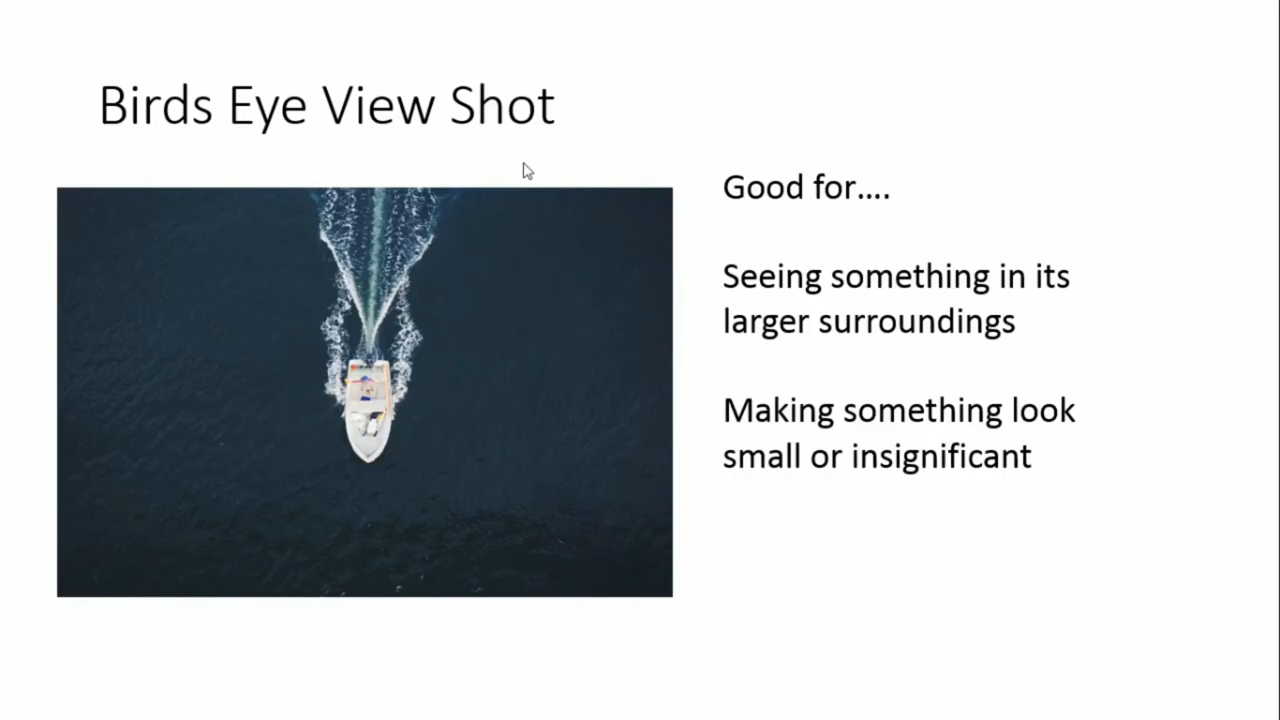 Birds Eye View Shot
Good for....
Seeing something in its
larger surroundings
Making something look
small or insignificant